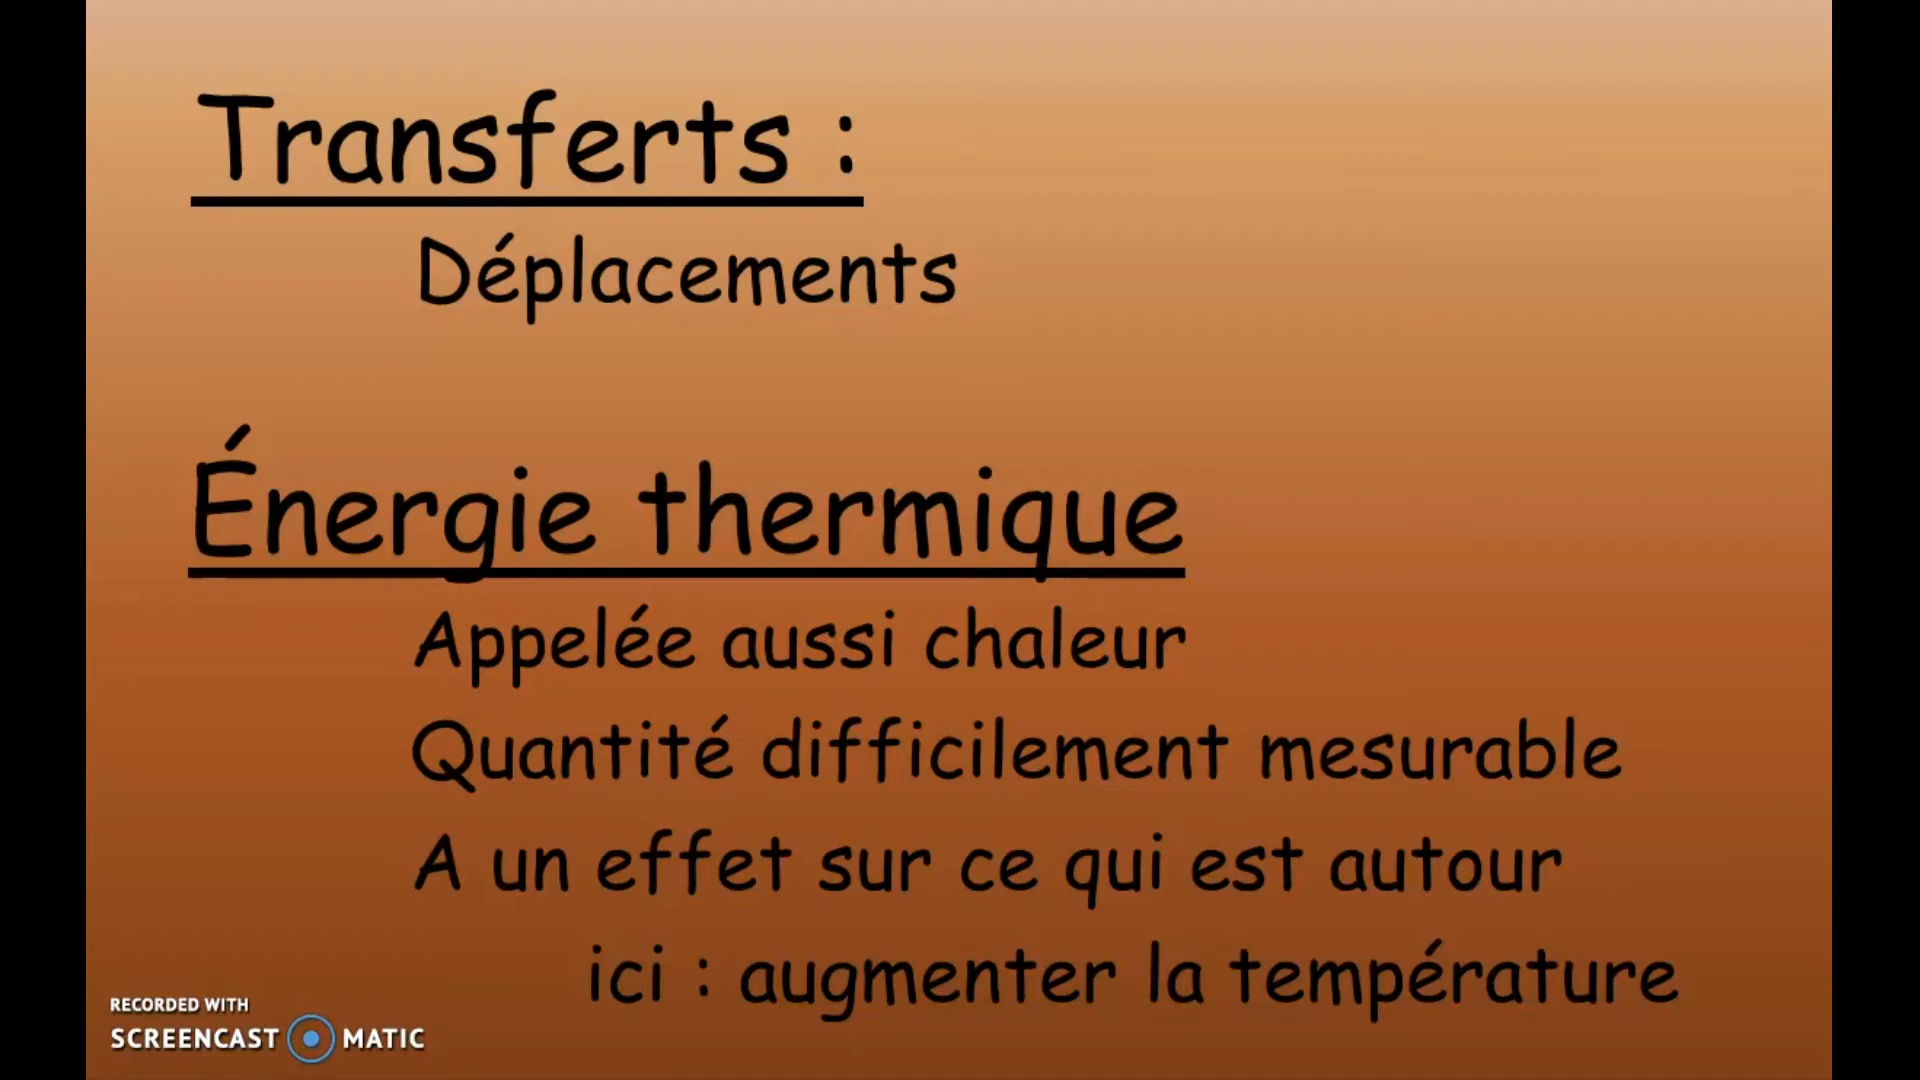 Transferts :
Déplacements
Énergie thermique
Appelée aussi chaleur
Quantité difficilement mesurable
A un effet sur ce qui est autour
ici : augmenter la température
RECORDED WITH
SCREENCAST MATIC